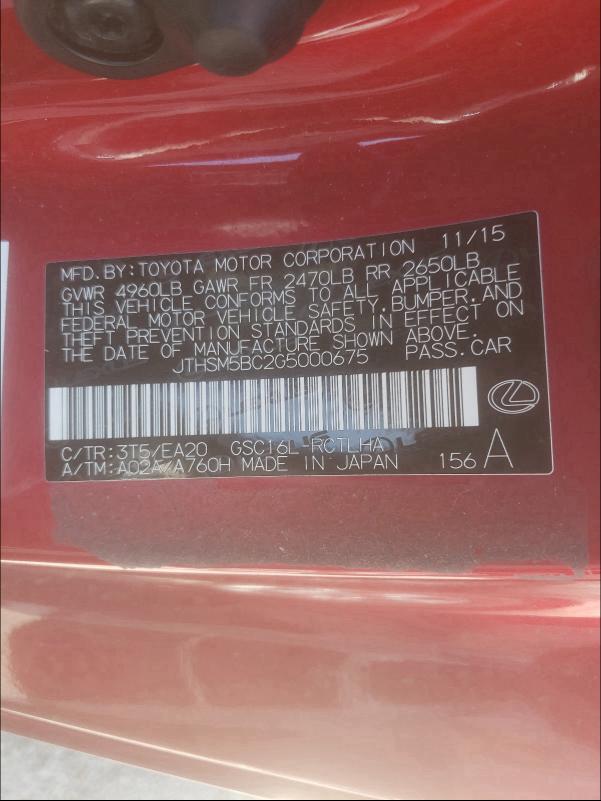 MFD.BY:TOYOTA MOTOR CORPORATION 11/15
GVWR 4960LB GAWR FR 2470LB RR 2650LB
THIS VEHICLE CONFORMS TO ALL APPLICABLE
FEDERAL MOTOR VEHICLE SAFETY,BUMPER,AND
THEFT PREVENTION STANDARDS IN EFFECT ON
THE DATE OF MANUFACTURE SHOWN ABOVE.
JTHSM5BC2G5000675 PASS.CAR
C/TR:3T5/EA20 GSC16L-RCTLHA
A/TM:A02A/A760H MADE IN JAPAN 156 A